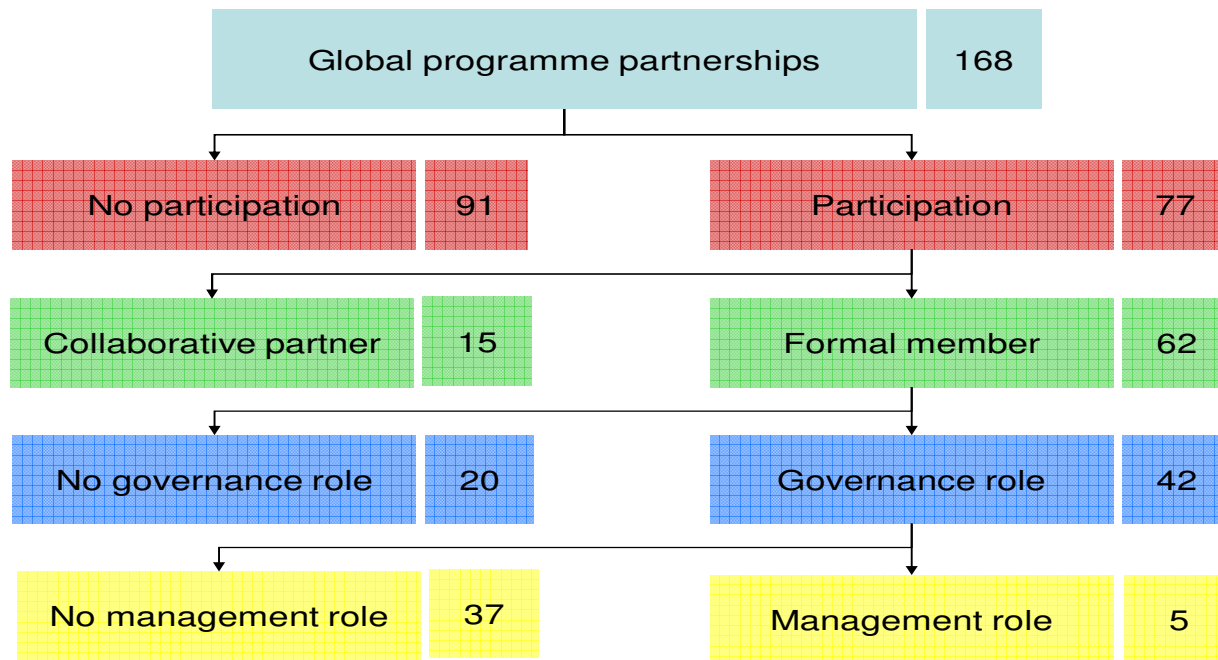 Global programme partnerships 168
No participation 91 Participation 77
Collaborative partner 15 Formal member 62
No governance role 20 Governance role 42
No management role 37 Management role 5